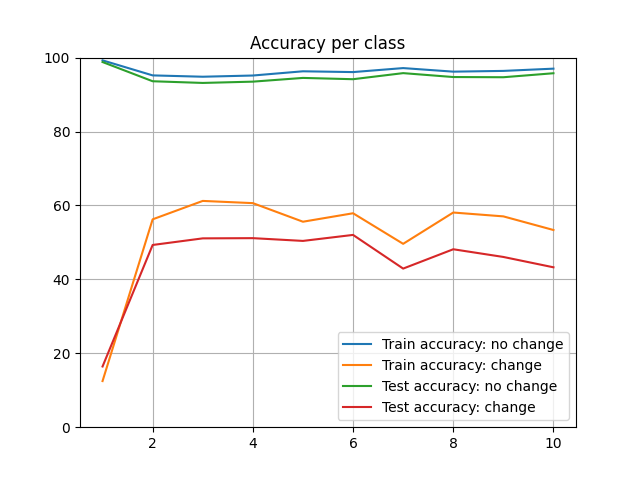 Accuracy per class
100
80
60
40
20
0
2 4 6 8 10
Train accuracy: no change
Train accuracy: change
Test accuracy: no change
Test accuracy: change